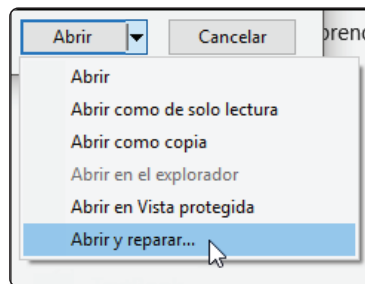 Abrir Cancelar
Abrir
Abrir como de solo lectura
Abrir como copia
Abrir en el explorador
Abrir en Vista protegida
Abrir y reparar...